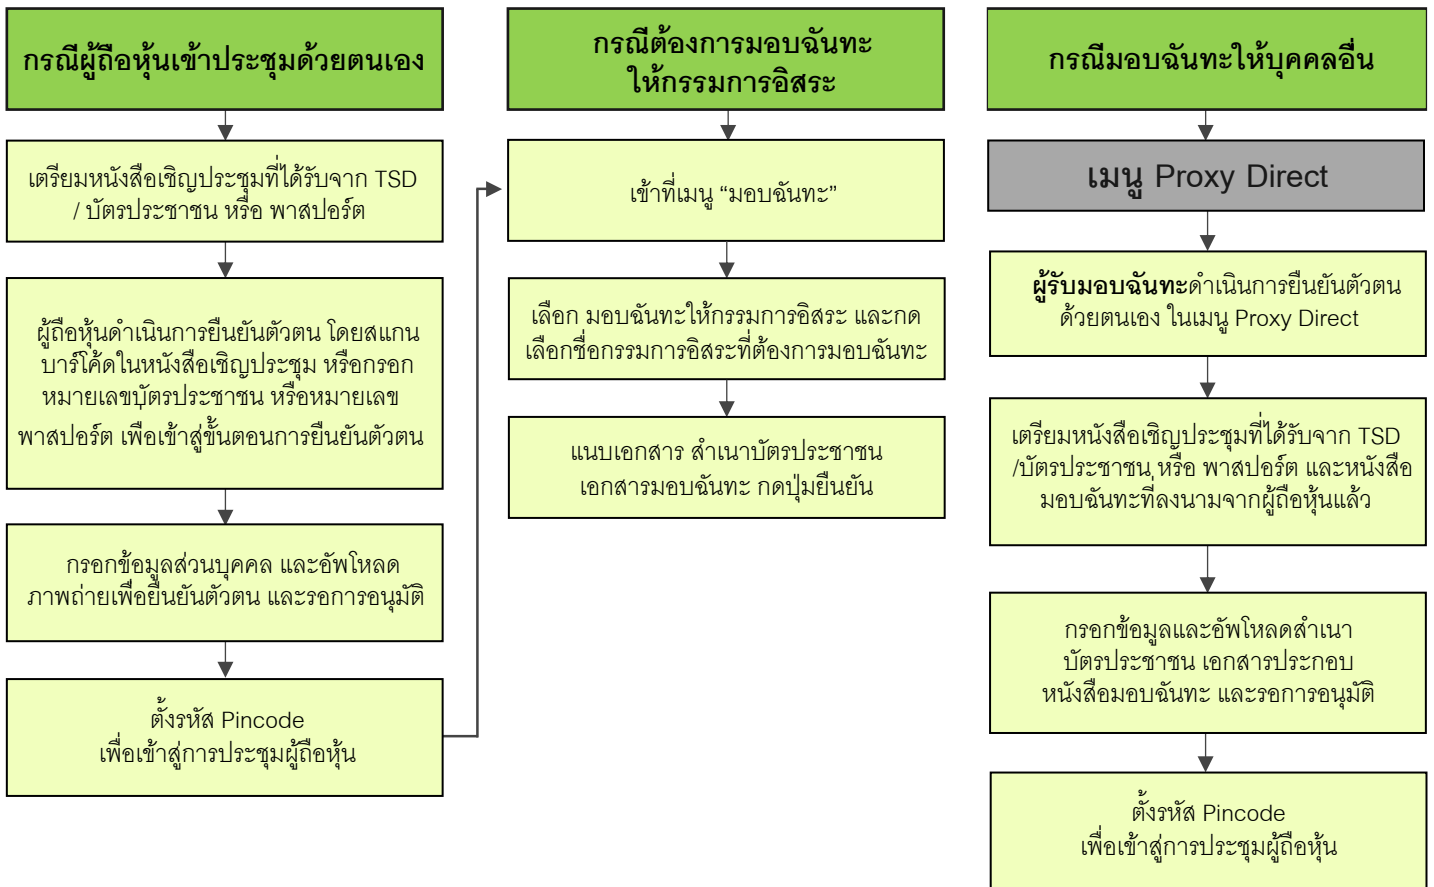 กรณีผู้ถือหุ้นเข้าประชุมด้วยตนเอง
เตรียมหนังสือเชิญประชุมที่ได้รับจาก TSD
/ บัตรประชาชน หรือ พาสปอร์ต
ผู้ถือหุ้นดำเนินการยืนยันตัวตน โดยสแกน
บาร์โค้ดในหนังสือเชิญประชุม หรือกรอก
หมายเลขบัตรประชาชน หรือหมายเลข
พาสปอร์ต เพื่อเข้าสู่ขั้นตอนการยืนยันตัวตน
กรอกข้อมูลส่วนบุคคล และอัพโหลด
ภาพถ่ายเพื่อยืนยันตัวตน และรอการอนุมัติ
ตั้งรหัส Pincode
เพื่อเข้าสู่การประชุมผู้ถือหุ้น
กรณีต้องการมอบฉันทะ
ให้กรรมการอิสระ
เข้าที่เมนู “มอบฉันทะ”
เลือก มอบฉันทะให้กรรมการอิสระ และกด
เลือกชื่อกรรมการอิสระที่ต้องการมอบฉันทะ
แนบเอกสาร สำเนาบัตรประชาชน
เอกสารมอบฉันทะ กดปุ่มยืนยัน
กรณีมอบฉันทะให้บุคคลอื่น
เมนู Proxy Direct
ผู้รับมอบฉันทะดำเนินการยืนยันตัวตน
ด้วยตนเอง ในเมนู Proxy Direct
เตรียมหนังสือเชิญประชุมที่ได้รับจาก TSD
/บัตรประชาชน หรือ พาสปอร์ต และหนังสือ
มอบฉันทะที่ลงนามจากผู้ถือหุ้นแล้ว
กรอกข้อมูลและอัพโหลดสำเนา
บัตรประชาชน เอกสารประกอบ
หนังสือมอบฉันทะ และรอการอนุมัติ
ตั้งรหัส Pincode
เพื่อเข้าสู่การประชุมผู้ถือหุ้น